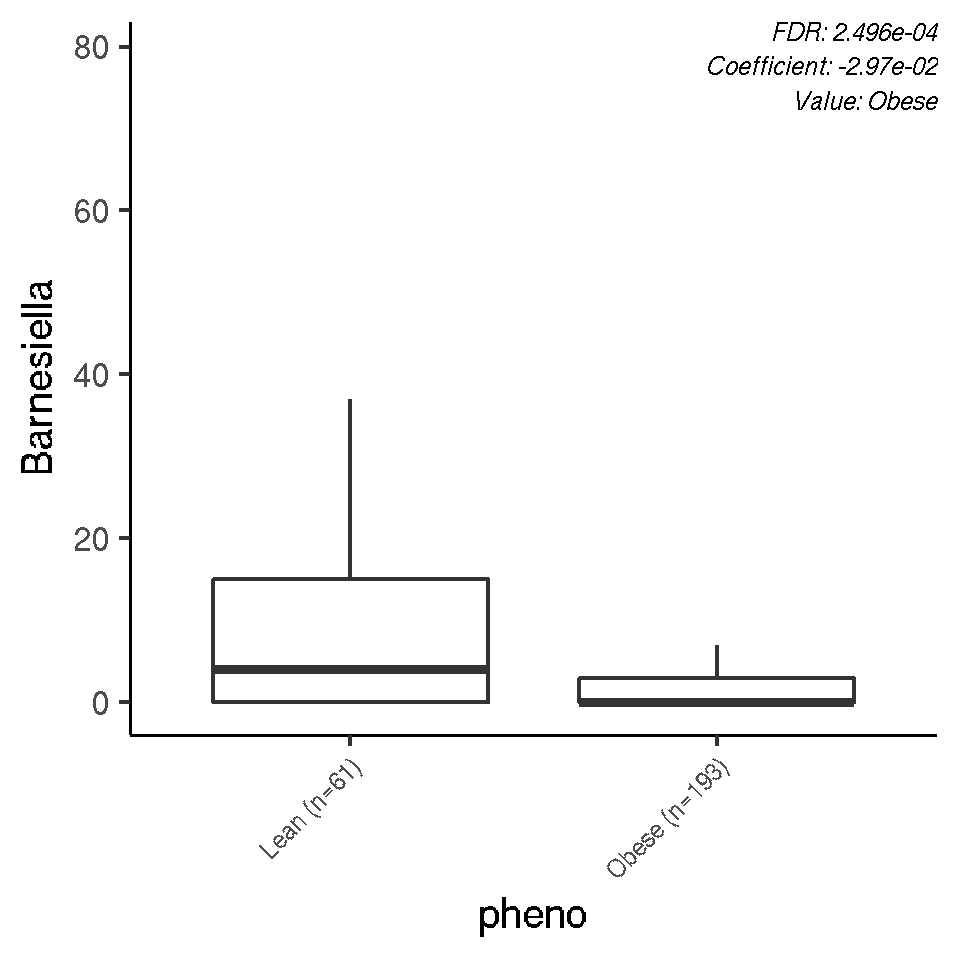 FDR: 2.496e-04
Coefficient: -2.97e-02
Value: Obese
Barnesiella
80
60
40
20
0
Lean (n=61)
Obese (n=193)
pheno